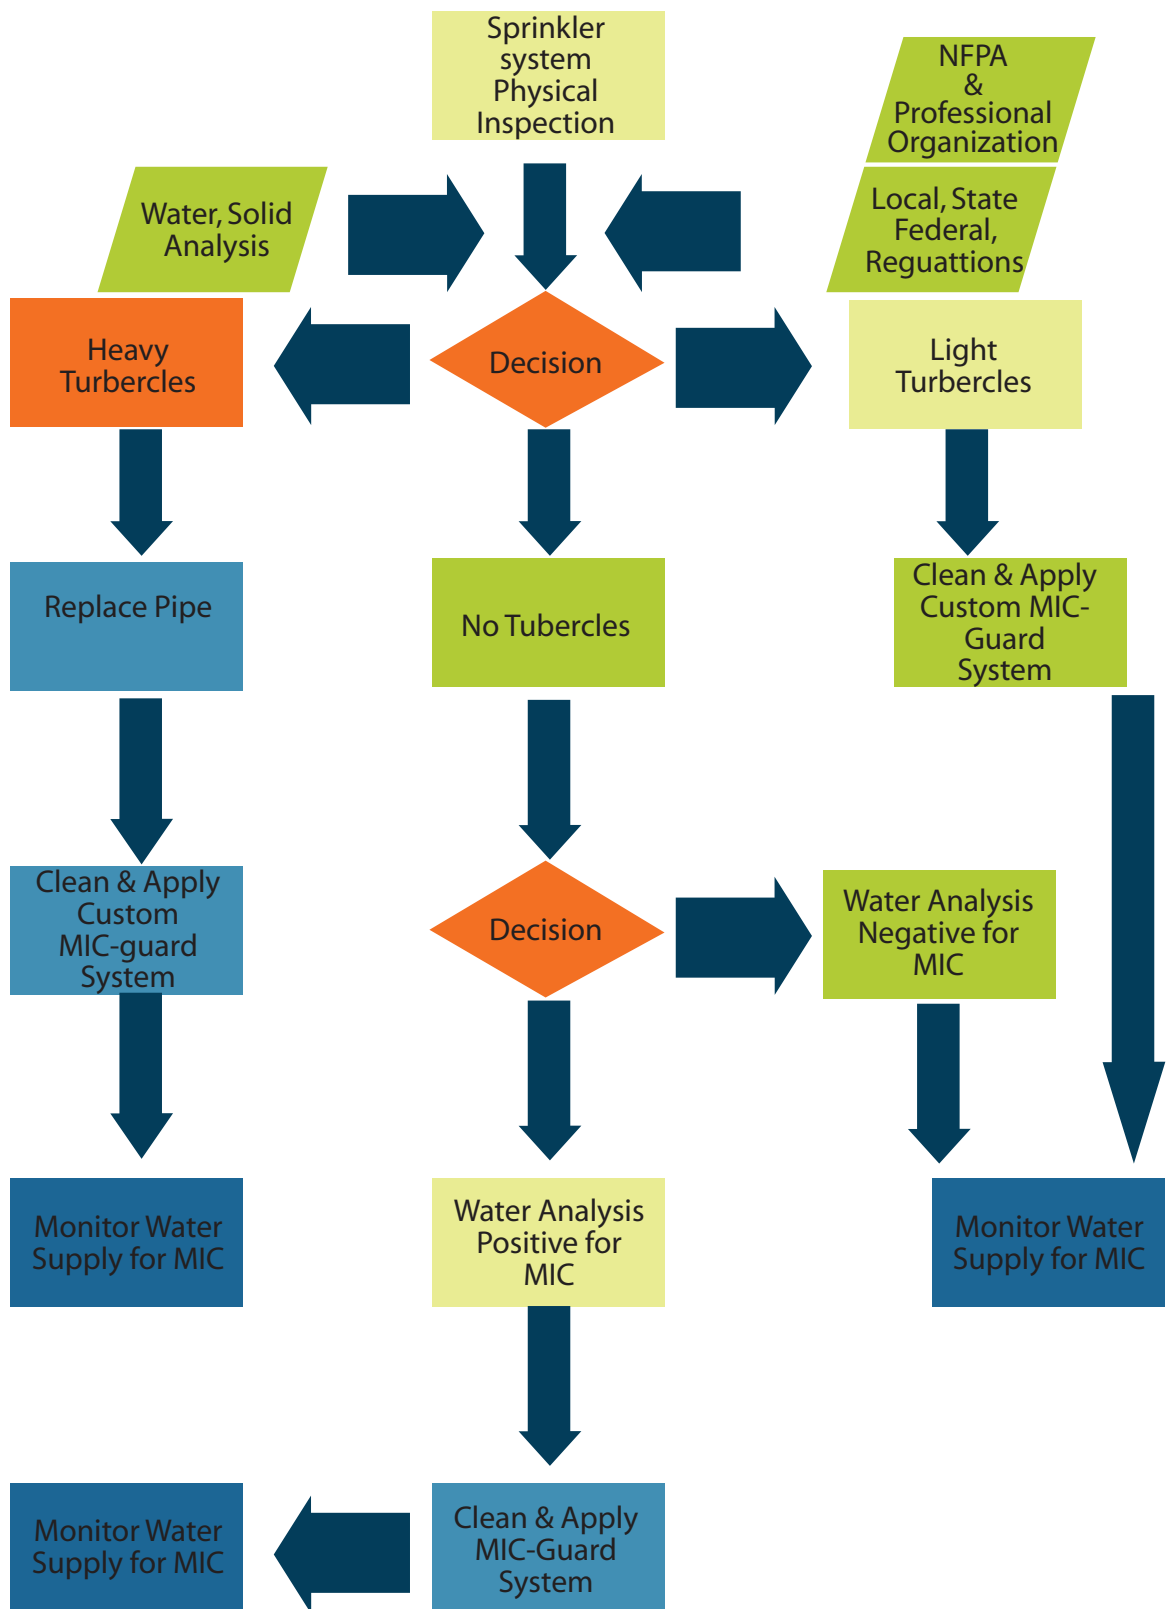 Sprinkler
system
Physical
Inspection
NFPA
&
Professional
Organization
Water, Solid
Analysis
Local, State
Federal,
Reguattions
Heavy
Turbercles
Decision
Light
Turbercles
Replace Pipe
No Tubercles
Clean & Apply
Custom MIC-
Guard
System
Clean & Apply
Custom
MIC-guard
System
Decision
Water Analysis
Negative for
MIC
Monitor Water
Supply for MIC
Water Analysis
Positive for
MIC
Monitor Water
Supply for MIC
Monitor Water
Supply for MIC
Clean & Apply
MIC-Guard
System